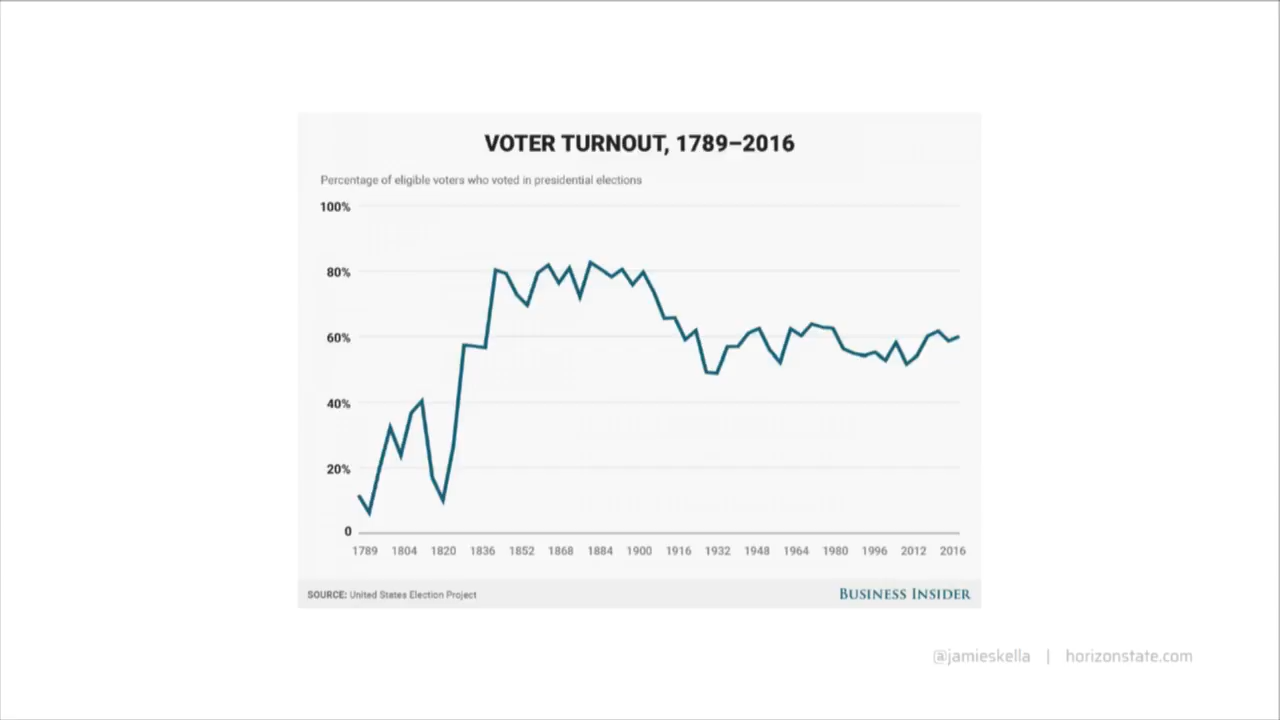 VOTER TURNOUT, 1789–2016
Percentage of eligible voters who voted in presidential elections
100%
80%
60%
40%
20%
0
1789 1804 1820 1836 1852 1868 1884 1900 1916 1932 1948 1964 1980 1996 2012 2016
SOURCE: United States Election Project BUSINESS INSIDER
@jamieskella | horizonstate.com